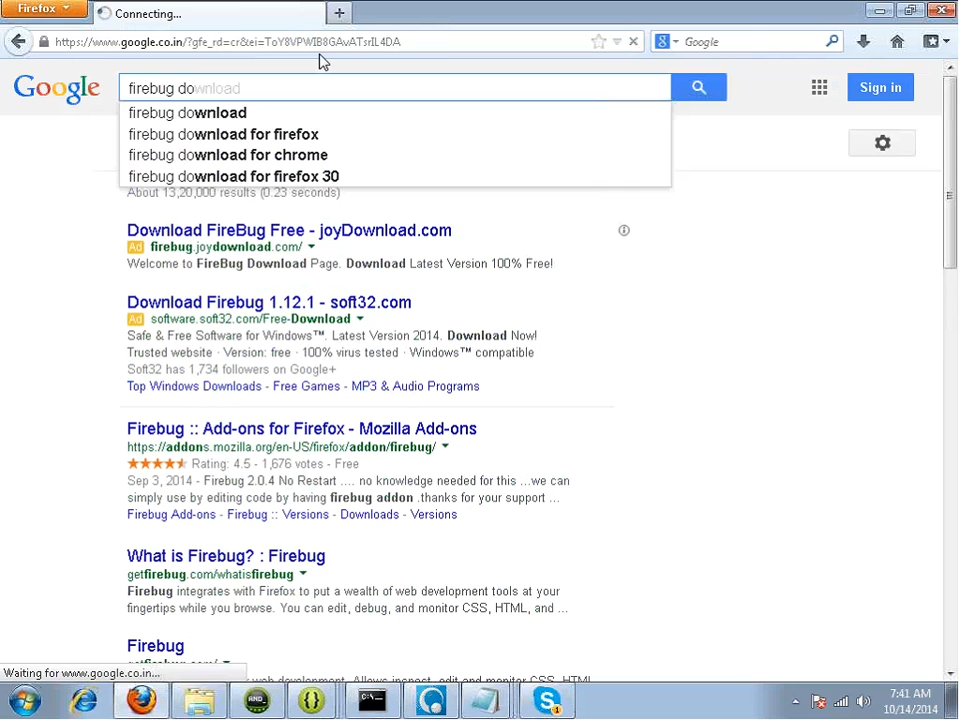 Firefox
Connecting...
https://www.google.co.in/?gfe_rd=cr&ei=ToY8VPWIB8GAvATsrIL4DA
Google
Google
firebug download
Sign in
firebug download
firebug download for firefox
firebug download for chrome
firebug download for firefox 30
About 13,20,000 results (0.23 seconds)
Download FireBug Free - joyDownload.com
Ad firebug.joydownload.com/
Welcome to FireBug Download Page. Download Latest Version 100% Free!
Download Firebug 1.12.1 - soft32.com
Ad software.soft32.com/Free-Download
Safe & Free Software for Windows™. Latest Version 2014. Download Now!
Trusted website · Version: free · 100% virus tested · Windows™ compatible
Soft32 has 1,734 followers on Google+
Top Windows Downloads - Free Games - MP3 & Audio Programs
Firebug :: Add-ons for Firefox - Mozilla Add-ons
https://addons.mozilla.org/en-US/firefox/addon/firebug/
Rating: 4.5 - 1,676 votes - Free
Sep 3, 2014 - Firebug 2.0.4 No Restart .... no knowledge needed for this ...we can
simply use by editing code by having firebug addon .thanks for your support ...
Firebug Add-ons - Firebug :: Versions - Downloads - Versions
What is Firebug? : Firebug
getfirebug.com/whatisfirebug
Firebug integrates with Firefox to put a wealth of web development tools at your
fingertips while you browse. You can edit, debug, and monitor CSS, HTML, and ...
Firebug
Waiting for www.google.co.in...
7:41 AM
10/14/2014